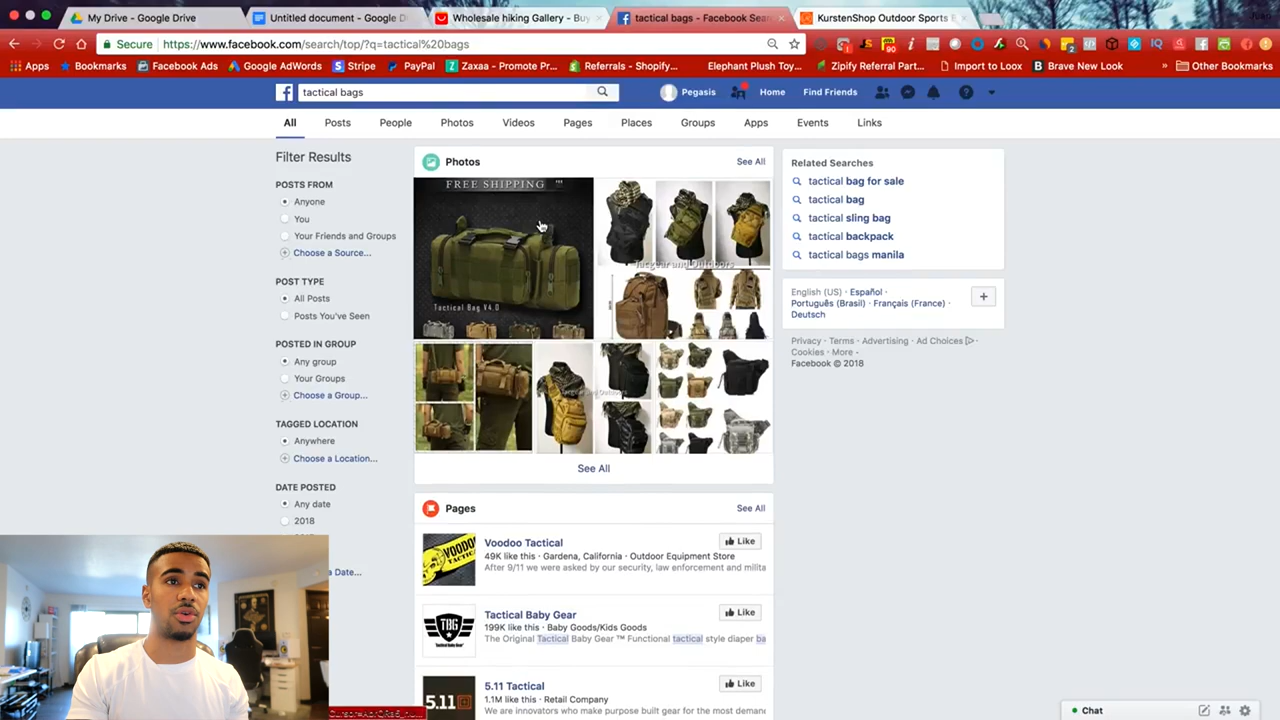 My Drive - Google Drive
Untitled document - Google D
Wholesale hiking Gallery - Buy
tactical bags - Facebook Sear
KurstenShop Outdoor Sports B
Secure
https://www.facebook.com/search/top/?q=tactical%20bags
Apps
Bookmarks
Facebook Ads
Google AdWords
Stripe
PayPal
Zaxaa - Promote Pr...
Referrals - Shopify...
Elephant Plush Toy...
Zipify Referral Part...
Import to Loox
Brave New Look
Other Bookmarks
tactical bags
Pegasis
Home
Find Friends
All
Posts
People
Photos
Videos
Pages
Places
Groups
Apps
Events
Links
Filter Results
POSTS FROM
Anyone
You
Your Friends and Groups
Choose a Source...
POST TYPE
All Posts
Posts You've Seen
POSTED IN GROUP
Any group
Your Groups
Choose a Group...
TAGGED LOCATION
Anywhere
Choose a Location...
DATE POSTED
Any date
2018
a Date...
Photos
See All
FREE SHIPPING
Tactical Bag V4.0
Tacgear and Outdoors
See All
Pages
See All
Voodoo Tactical
Like
49K like this · Gardena, California · Outdoor Equipment Store
After 9/11 we were asked by our security, law enforcement and milita
Tactical Baby Gear
Like
199K like this · Baby Goods/Kids Goods
The Original Tactical Baby Gear ™ Functional tactical style diaper ba
TBG
5.11 Tactical
Like
1.1M like this · Retail Company
We are innovators who make purpose built gear for the most deman
5.11
Related Searches
tactical bag for sale
tactical bag
tactical sling bag
tactical backpack
tactical bags manila
English (US) · Español ·
Português (Brasil) · Français (France) ·
Deutsch
Privacy · Terms · Advertising · Ad Choices
Cookies · More ·
Facebook © 2018
Chat